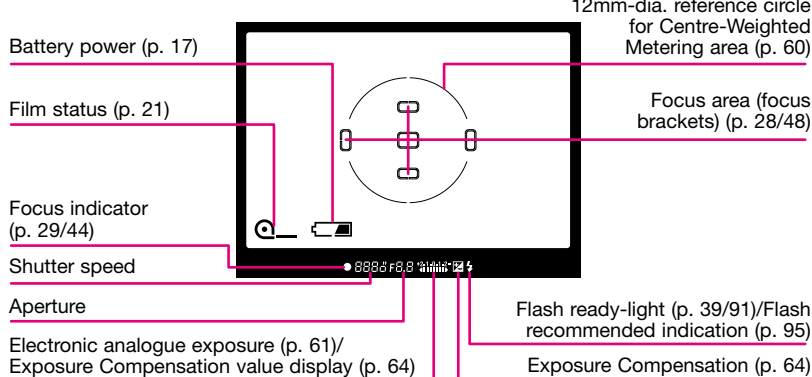 12mm-dia. reference circle
for Centre-Weighted
Metering area (p. 60)
Battery power (p. 17)
Film status (p. 21)
Focus area (focus
brackets) (p. 28/48)
Focus indicator
(p. 29/44)
Shutter speed
Aperture
Electronic analogue exposure (p. 61)/
Exposure Compensation value display (p. 64)
8888 F8.8
Flash ready-light (p. 39/91)/Flash
recommended indication (p. 95)
Exposure Compensation (p. 64)